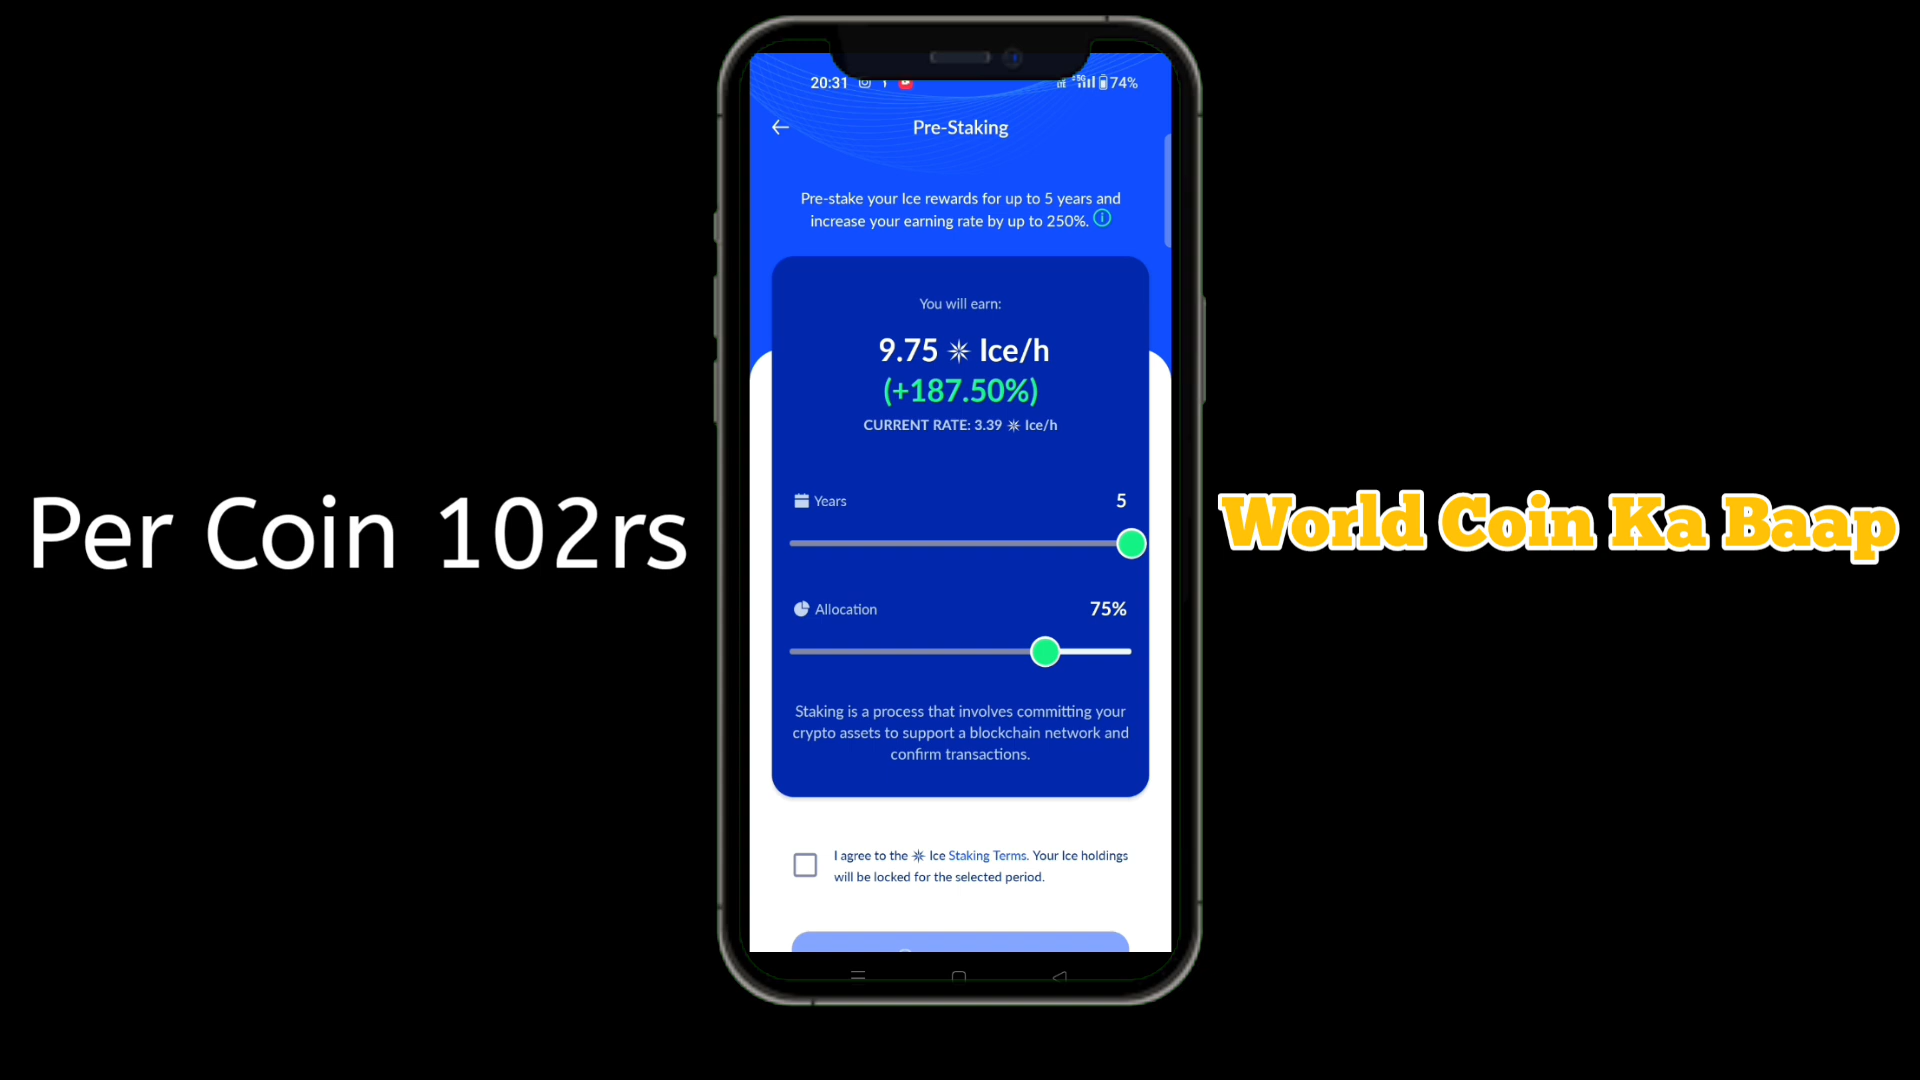 20:31 74%
Pre-Staking
Pre-stake your Ice rewards for up to 5 years and
increase your earning rate by up to 250%.
You will earn:
9.75 Ice/h
(+187.50%)
CURRENT RATE: 3.39 Ice/h
Years 5
Per Coin 102rs
World Coin Ka Baap
Allocation 75%
Staking is a process that involves committing your
crypto assets to support a blockchain network and
confirm transactions.
I agree to the Ice Staking Terms. Your Ice holdings
will be locked for the selected period.